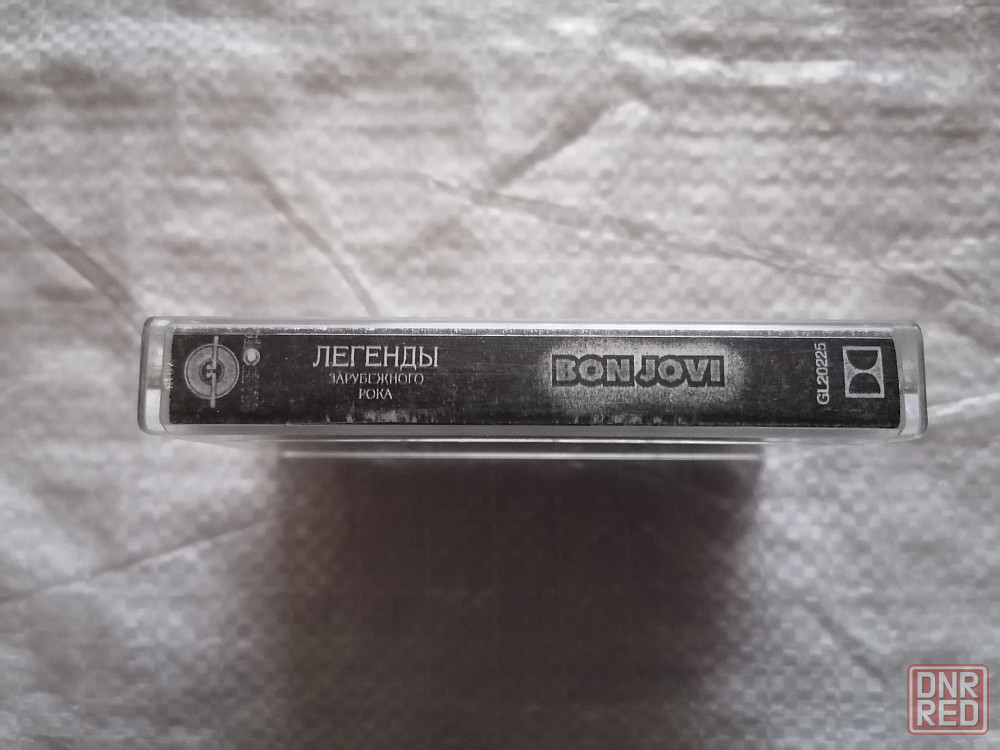 ЛЕГЕНДЫ
ЗАРУБЕЖНОГО
РОКА
BON JOVI
GL20225
DNR
RED